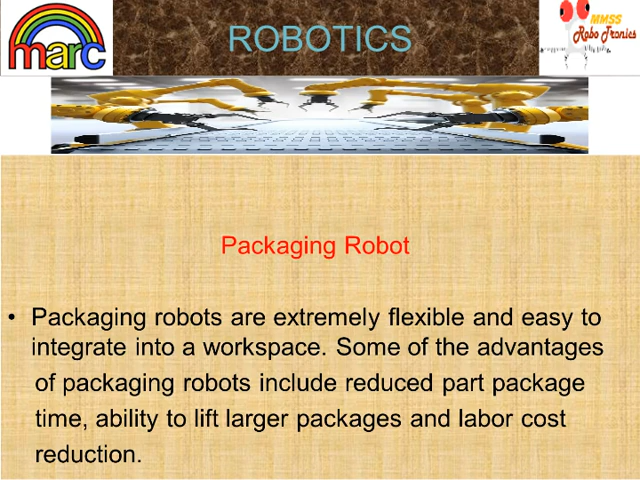 marc
ROBOTICS
MMSS
Robo Tronics
Packaging Robot
• Packaging robots are extremely flexible and easy to
integrate into a workspace. Some of the advantages
of packaging robots include reduced part package
time, ability to lift larger packages and labor cost
reduction.